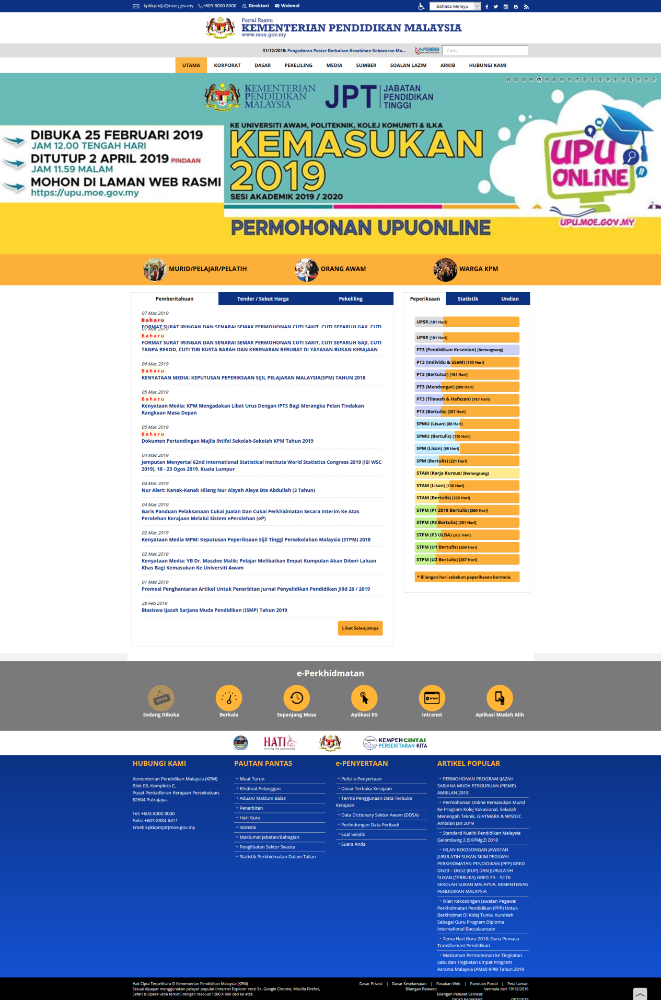 kpkkpm[at]moe.gov.my +603-8000 8000 Direktori Webmel
Bahasa Melayu
Portal Rasmi
KEMENTERIAN PENDIDIKAN MALAYSIA
www.moe.gov.my
31/12/2018: Pengedaran Poster Berkaitan Kesalahan Kebocoran Ma...
Cari...
UTAMA KORPORAT DASAR PEKELILING MEDIA SUMBER SOALAN LAZIM ARKIB HUBUNGI KAMI
KEMENTERIAN
PENDIDIKAN
MALAYSIA
JPT
JABATAN
PENDIDIKAN
TINGGI
KE UNIVERSITI AWAM, POLITEKNIK, KOLEJ KOMUNITI & ILKA
KEMASUKAN
2019
SESI AKADEMIK 2019 / 2020
DIBUKA 25 FEBRUARI 2019
JAM 12.00 TENGAH HARI
DITUTUP 2 APRIL 2019 PINDAAN
JAM 11.59 MALAM
MOHON DI LAMAN WEB RASMI
https://upu.moe.gov.my
UPU
ONLINE
UPU.MOE.GOV.MY
PERMOHONAN UPUONLINE
MURID/PELAJAR/PELATIH ORANG AWAM WARGA KPM
Pemberitahuan Tender / Sebut Harga Pekeliling
07 Mac 2019
Baharu
FORMAT SURAT IRINGAN DAN SENARAI SEMAK PERMOHONAN CUTI SAKIT, CUTI SEPARUH GAJI, CUTI
07 Mac 2019
Baharu
FORMAT SURAT IRINGAN DAN SENARAI SEMAK PERMOHONAN CUTI SAKIT, CUTI SEPARUH GAJI, CUTI
TANPA REKOD, CUTI TIBI KUSTA BARAH DAN KEBENARAN BERUBAT DI YAYASAN BUKAN KERAJAAN
06 Mac 2019
Baharu
KENYATAAN MEDIA: KEPUTUSAN PEPERIKSAAN SIJIL PELAJARAN MALAYSIA(SPM) TAHUN 2018
05 Mac 2019
Baharu
Kenyataan Media: KPM Mengadakan Libat Urus Dengan IPTS Bagi Merangka Pelan Tindakan
Rangkaan Masa Depan
05 Mac 2019
Baharu
Dokumen Pertandingan Majlis Ihtifal Sekolah-Sekolah KPM Tahun 2019
04 Mac 2019
Jemputan Menyertai 62nd International Statistical Institute World Statistics Congress 2019 (ISI WSC
2019), 18 - 23 Ogos 2019, Kuala Lumpur
04 Mac 2019
Nur Alert: Kanak-Kanak Hilang Nur Aisyah Aleya Bte Abdullah (3 Tahun)
04 Mac 2019
Garis Panduan Pelaksanaan Cukai Jualan Dan Cukai Perkhidmatan Secara Interim Ke Atas
Perolehan Kerajaan Melalui Sistem ePerolehan (eP)
02 Mac 2019
Kenyataan Media MPM: Keputusan Peperiksaan Sijil Tinggi Persekolahan Malaysia (STPM) 2018
02 Mac 2019
Kenyataan Media: YB Dr. Maszlee Malik: Pelajar Melibatkan Empat Kumpulan Akan Diberi Laluan
Khas Bagi Kemasukan Ke Universiti Awam
01 Mac 2019
Promosi Penghantaran Artikel Untuk Penerbitan Jurnal Penyelidikan Pendidikan Jilid 20 / 2019
28 Feb 2019
Biasiswa Ijazah Sarjana Muda Pendidikan (ISMP) Tahun 2019
Lihat Selanjutnya
Peperiksaan Statistik Undian
UPSR [181 Hari]
UPSR [181 Hari]
PT3 (Pendidikan Kesenian) [Berlangsung]
PT3 (Individu & SSeM) [130 Hari]
PT3 (Bertutur) [164 Hari]
PT3 (Mendengar) [200 Hari]
PT3 (Tilawah & Hafazan) [187 Hari]
PT3 (Bertulis) [207 Hari]
SPMU (Lisan) [88 Hari]
SPMU (Bertulis) [110 Hari]
SPM (Lisan) [88 Hari]
SPM (Bertulis) [221 Hari]
STAM (Kerja Kursus) [Berlangsung]
STAM (Lisan) [138 Hari]
STAM (Bertulis) [228 Hari]
STPM (P1 2019 Bertulis) [260 Hari]
STPM (P3 Bertulis) [251 Hari]
STPM (P3 ULBA) [202 Hari]
STPM (U1 Bertulis) [260 Hari]
STPM (U2 Bertulis) [267 Hari]
* Bilangan hari sebelum peperiksaan bermula.
e-Perkhidmatan
OPEN
www.
Sedang Dibuka Berkala Sepanjang Masa Aplikasi EG Intranet Aplikasi Mudah Alih
HATI
serving the community
NAHRIM
KEMPEN CINTAI
PERSEKITARAN KITA
HUBUNGI KAMI
Kementerian Pendidikan Malaysia (KPM)
Blok E8, Kompleks E,
Pusat Pentadbiran Kerajaan Persekutuan,
62604 Putrajaya.
Tel: +603-8000 8000
Faks: +603-8884 6411
Emel: kpkkpm[at]moe.gov.my
PAUTAN PANTAS
→ Muat Turun
→ Khidmat Pelanggan
→ Aduan/ Maklum Balas
→ Penerbitan
→ Hari Guru
→ Statistik
→ Maklumat Jabatan/Bahagian
→ Penglibatan Sektor Swasta
→ Statistik Perkhidmatan Dalam Talian
e-PENYERTAAN
→ Polisi e-Penyertaan
→ Dasar Terbuka Kerajaan
→ Terma Penggunaan Data Terbuka
Kerajaan
→ Data Dictionary Sektor Awam (DDSA)
→ Perlindungan Data Peribadi
→ Soal Selidik
→ Suara Anda
ARTIKEL POPULAR
→ PERMOHONAN PROGRAM IJAZAH
SARJANA MUDA PERGURUAN (PISMP)
AMBILAN 2018
→ Permohonan Online Kemasukan Murid
Ke Program Kolej Vokasional, Sekolah
Menengah Teknik, GIATMARA & WISDEC
Ambilan Jan 2019
→ Standard Kualiti Pendidikan Malaysia
Gelombang 2 (SKPMg2) 2018
→ IKLAN KEKOSONGAN JAWATAN
JURULATIH SUKAN SKIM PEGAWAI
PERKHIDMATAN PENDIDIKAN (PPP) GRED
DG29 – DG52 (KUP) DAN JURULATIH
SUKAN (TERBUKA) GRED 29 – 52 DI
SEKOLAH SUKAN MALAYSIA, KEMENTERIAN
PENDIDIKAN MALAYSIA
→ Iklan Kekosongan Jawatan Pegawai
Perkhidmatan Pendidikan (PPP) Untuk
Berkhidmat Di Kolej Tunku Kurshiah
Sebagai Guru Program Diploma
International Baccalaureate
→ Tema Hari Guru 2018: Guru Pemacu
Transformasi Pendidikan
→ Makluman Permohonan ke Tingkatan
Satu dan Tingkatan Empat Program
Asrama Malaysia (AMal) KPM Tahun 2019
Hak Cipta Terpelihara © Kementerian Pendidikan Malaysia (KPM)
Sesuai dipapar menggunakan pelayar popular (Internet Explorer versi 9+, Google Chrome, Mozilla Firefox,
Safari & Opera versi terkini) dengan resolusi 1280 X 800 dan ke atas.
Dasar Privasi | Dasar Keselamatan | Pasukan Web | Panduan Portal | Peta Laman
Bilangan Pelawat: bermula dari 19/12/2016
Bilangan Pelawat Semasa:
Tarikh Kemaskini: 7/03/2019